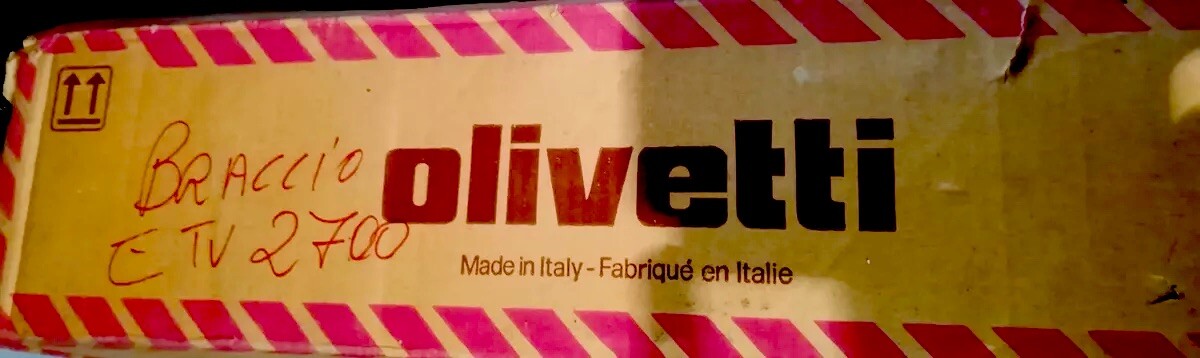 BRACCIO
ETV 2700
olivetti
Made in Italy - Fabriqué en Italie